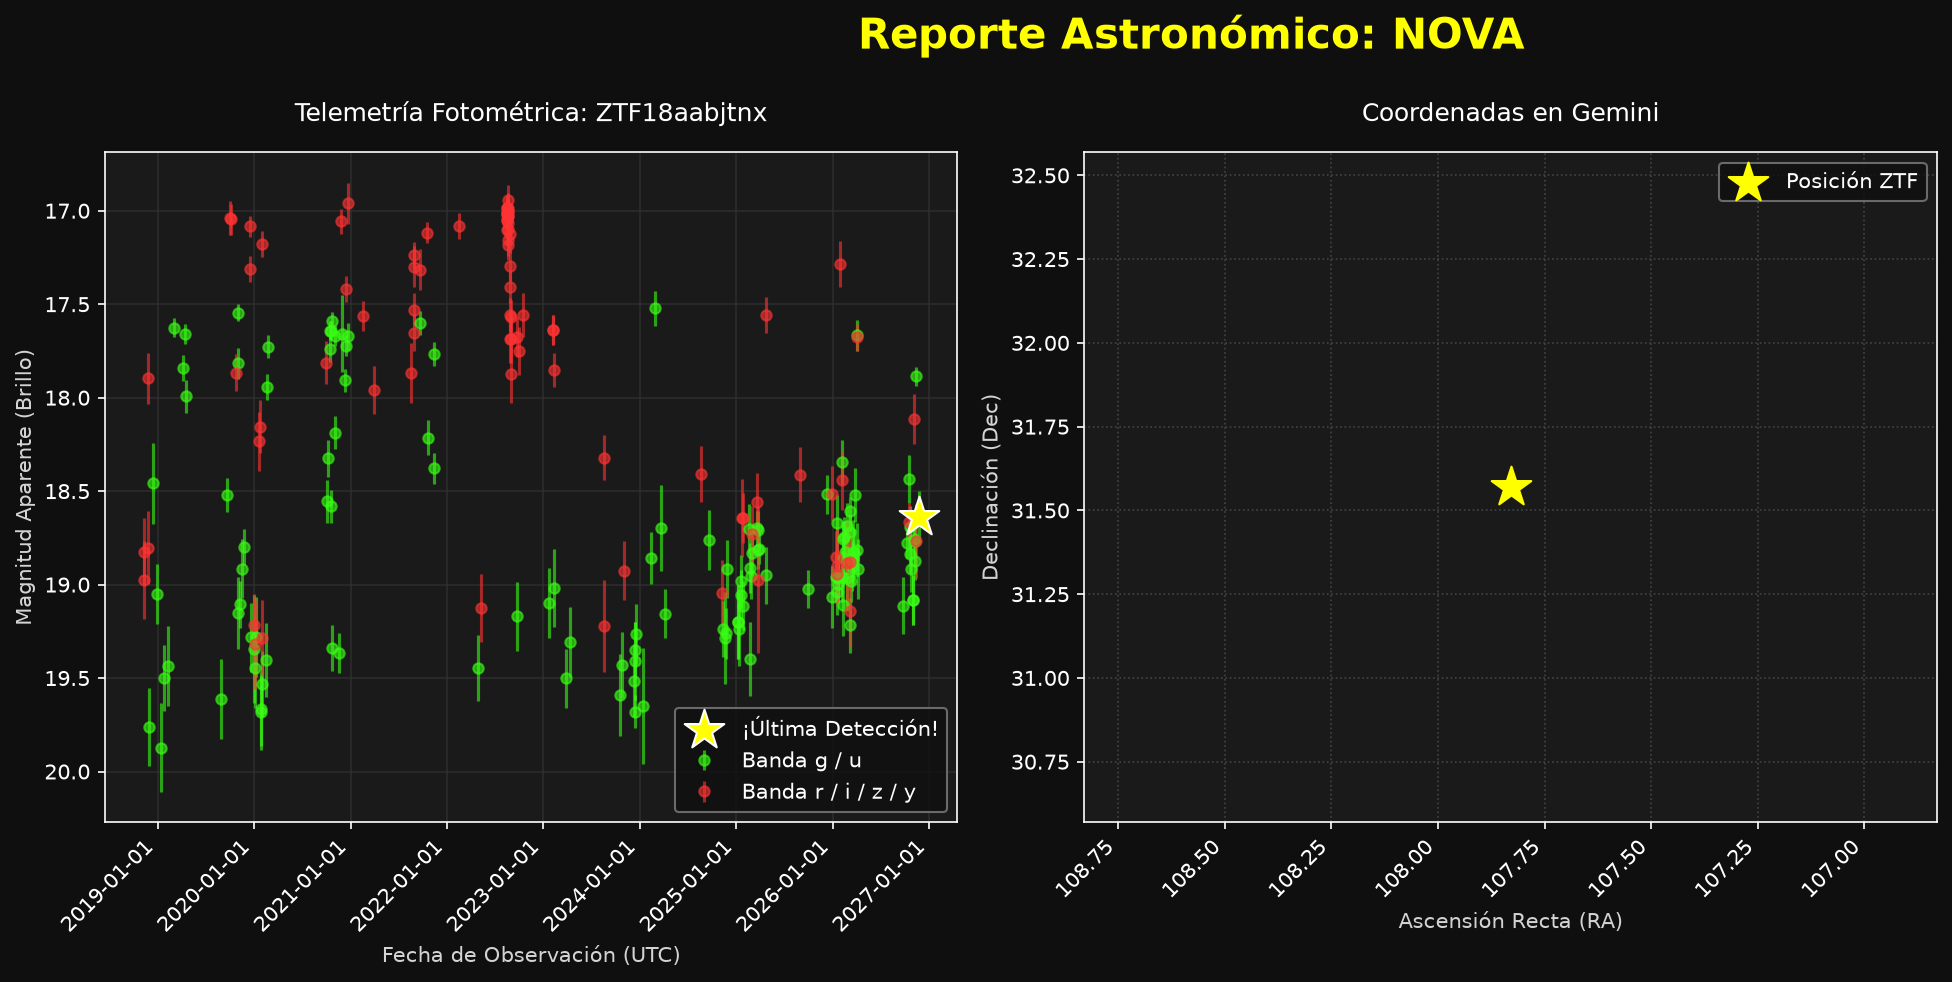 Reporte Astronómico: NOVA
Telemetría Fotométrica: ZTF18aabjtnx
Magnitud Aparente (Brillo)
17.0
17.5
18.0
18.5
19.0
19.5
20.0
¡Última Detección!
Banda g / u
Banda r / i / z / y
2019-01-01
2020-01-01
2021-01-01
2022-01-01
2023-01-01
2024-01-01
2025-01-01
2026-01-01
2027-01-01
Fecha de Observación (UTC)
Coordenadas en Gemini
Posición ZTF
Declinación (Dec)
32.50
32.25
32.00
31.75
31.50
31.25
31.00
30.75
108.75
108.50
108.25
108.00
107.75
107.50
107.25
107.00
Ascensión Recta (RA)